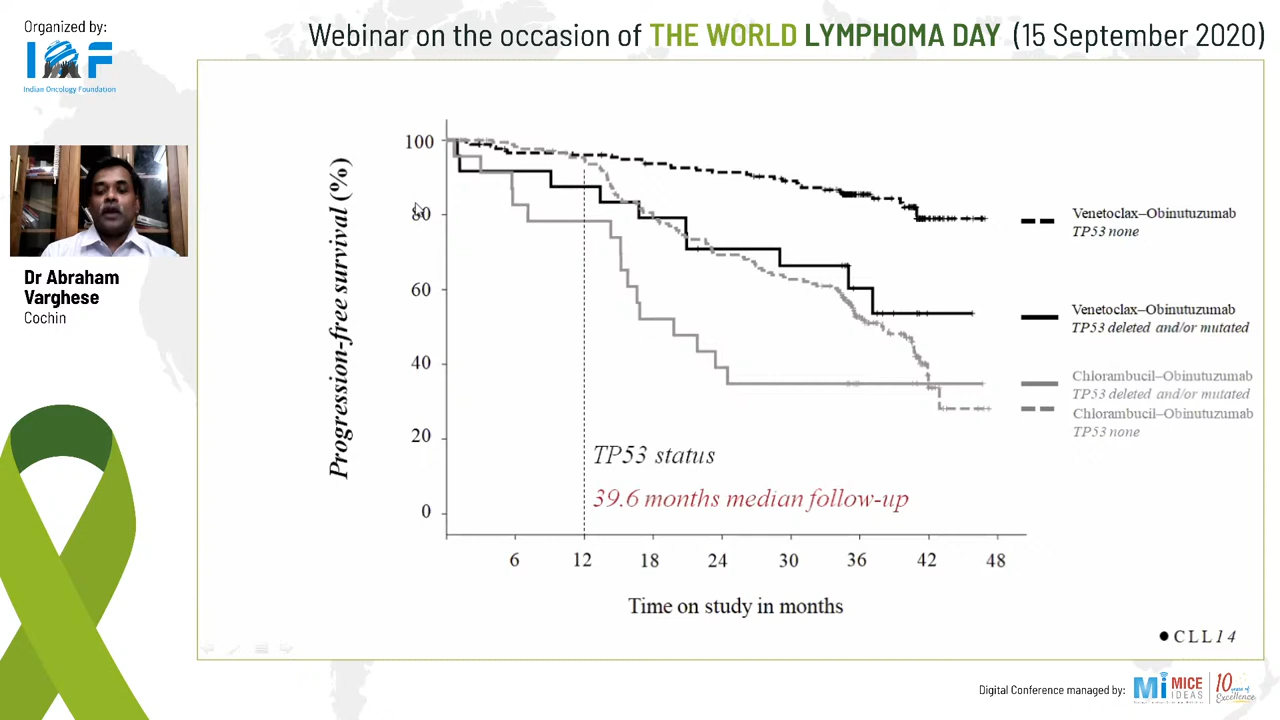 Organized by:
IOF
Indian Oncology Foundation
Webinar on the occasion of THE WORLD LYMPHOMA DAY (15 September 2020)
Dr Abraham
Varghese
Cochin
Progression-free survival (%)
100
80
60
40
20
0
Venetoclax–Obinutuzumab
TP53 none
Venetoclax–Obinutuzumab
TP53 deleted and/or mutated
Chlorambucil–Obinutuzumab
TP53 deleted and/or mutated
Chlorambucil–Obinutuzumab
TP53 none
TP53 status
39.6 months median follow-up
6 12 18 24 30 36 42 48
Time on study in months
● CLL14
Digital Conference managed by:
Mi MICE
IDEAS
10 years of
Excellence